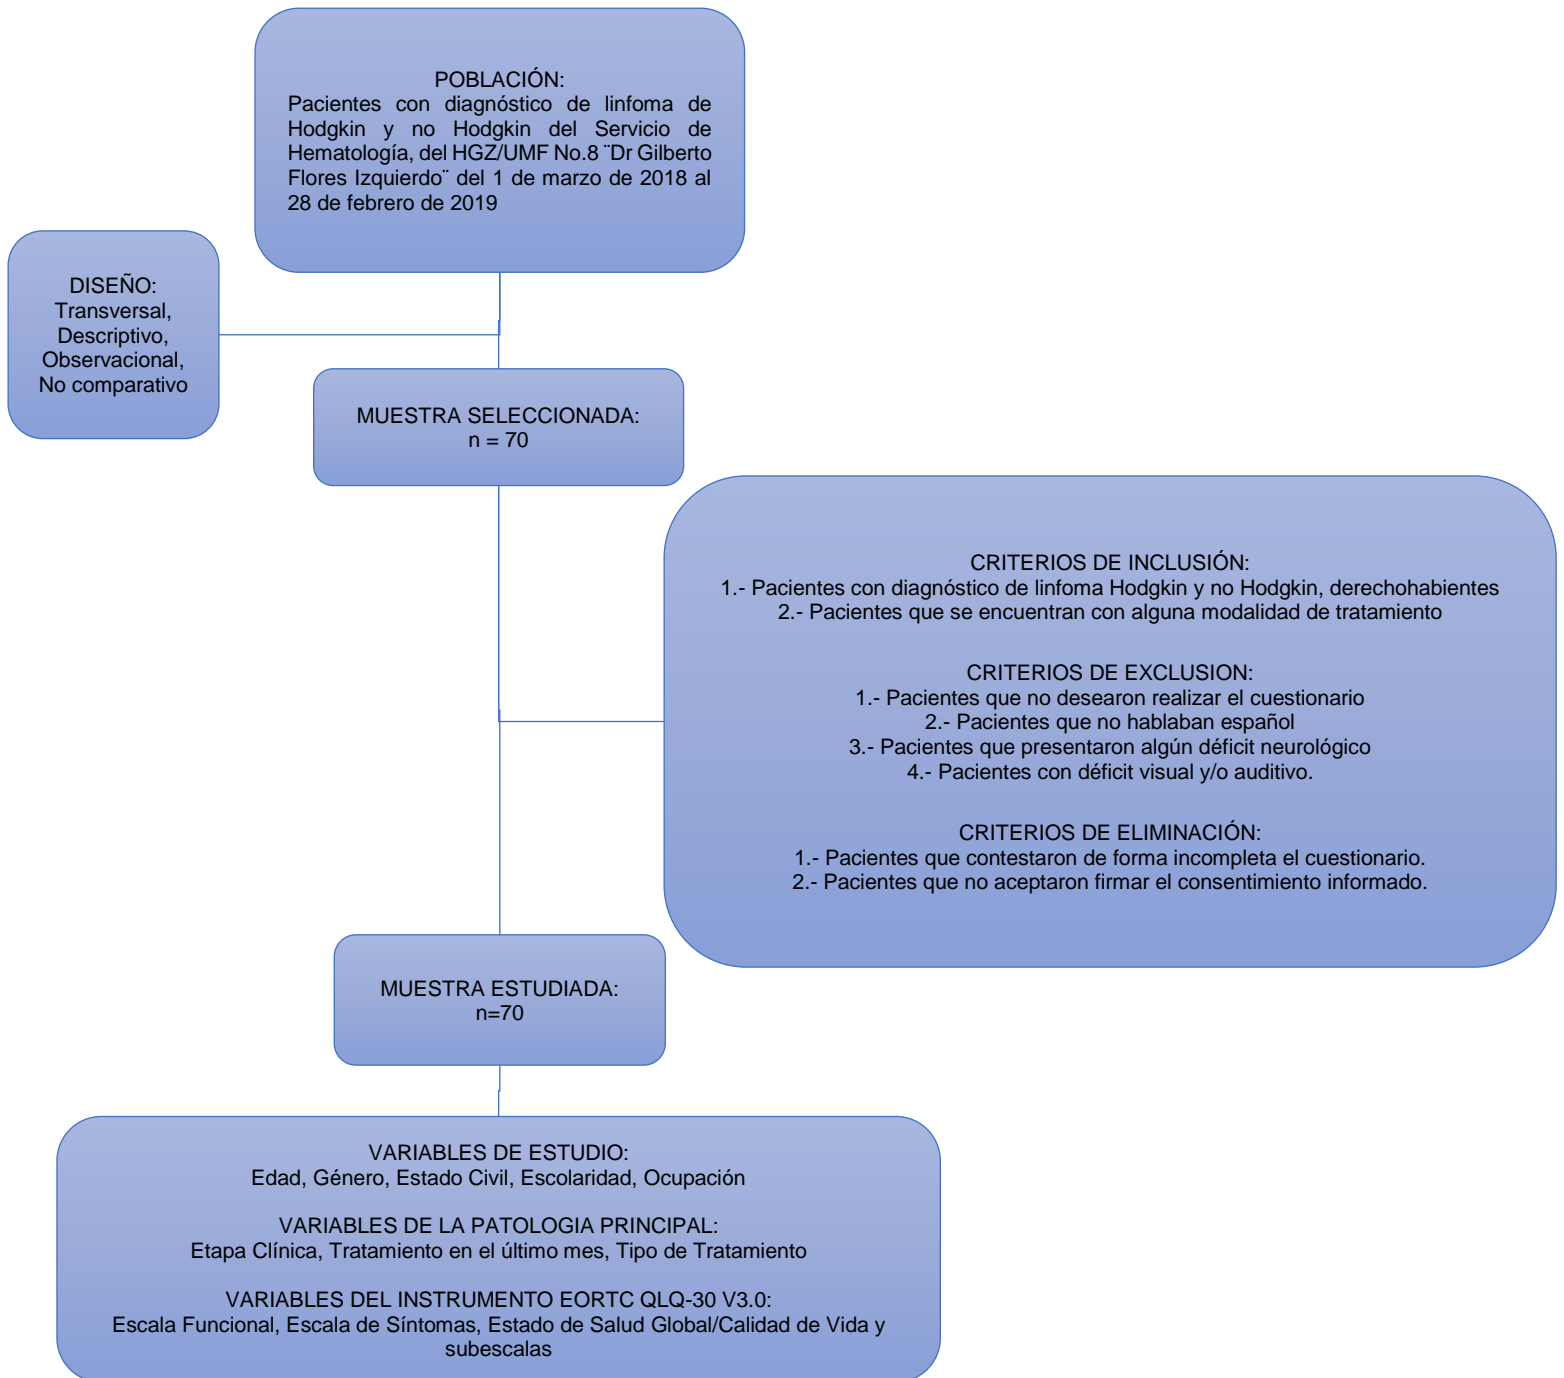 POBLACIÓN:
Pacientes con diagnóstico de linfoma de
Hodgkin y no Hodgkin del Servicio de
Hematología, del HGZ/UMF No.8 ¨Dr Gilberto
Flores Izquierdo¨ del 1 de marzo de 2018 al
28 de febrero de 2019
DISEÑO:
Transversal,
Descriptivo,
Observacional,
No comparativo
MUESTRA SELECCIONADA:
n = 70
CRITERIOS DE INCLUSIÓN:
1.- Pacientes con diagnóstico de linfoma Hodgkin y no Hodgkin, derechohabientes
2.- Pacientes que se encuentran con alguna modalidad de tratamiento
CRITERIOS DE EXCLUSION:
1.- Pacientes que no desearon realizar el cuestionario
2.- Pacientes que no hablaban español
3.- Pacientes que presentaron algún déficit neurológico
4.- Pacientes con déficit visual y/o auditivo.
CRITERIOS DE ELIMINACIÓN:
1.- Pacientes que contestaron de forma incompleta el cuestionario.
2.- Pacientes que no aceptaron firmar el consentimiento informado.
MUESTRA ESTUDIADA:
n=70
VARIABLES DE ESTUDIO:
Edad, Género, Estado Civil, Escolaridad, Ocupación
VARIABLES DE LA PATOLOGIA PRINCIPAL:
Etapa Clínica, Tratamiento en el último mes, Tipo de Tratamiento
VARIABLES DEL INSTRUMENTO EORTC QLQ-30 V3.0:
Escala Funcional, Escala de Síntomas, Estado de Salud Global/Calidad de Vida y
subescalas